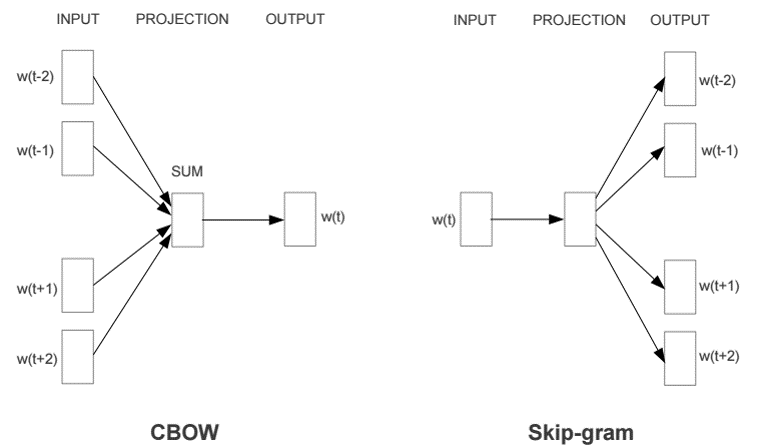 INPUT PROJECTION OUTPUT
w(t-2)
w(t-1)
SUM
w(t)
w(t+1)
w(t+2)
CBOW
INPUT PROJECTION OUTPUT
w(t-2)
w(t-1)
w(t)
w(t+1)
w(t+2)
Skip-gram